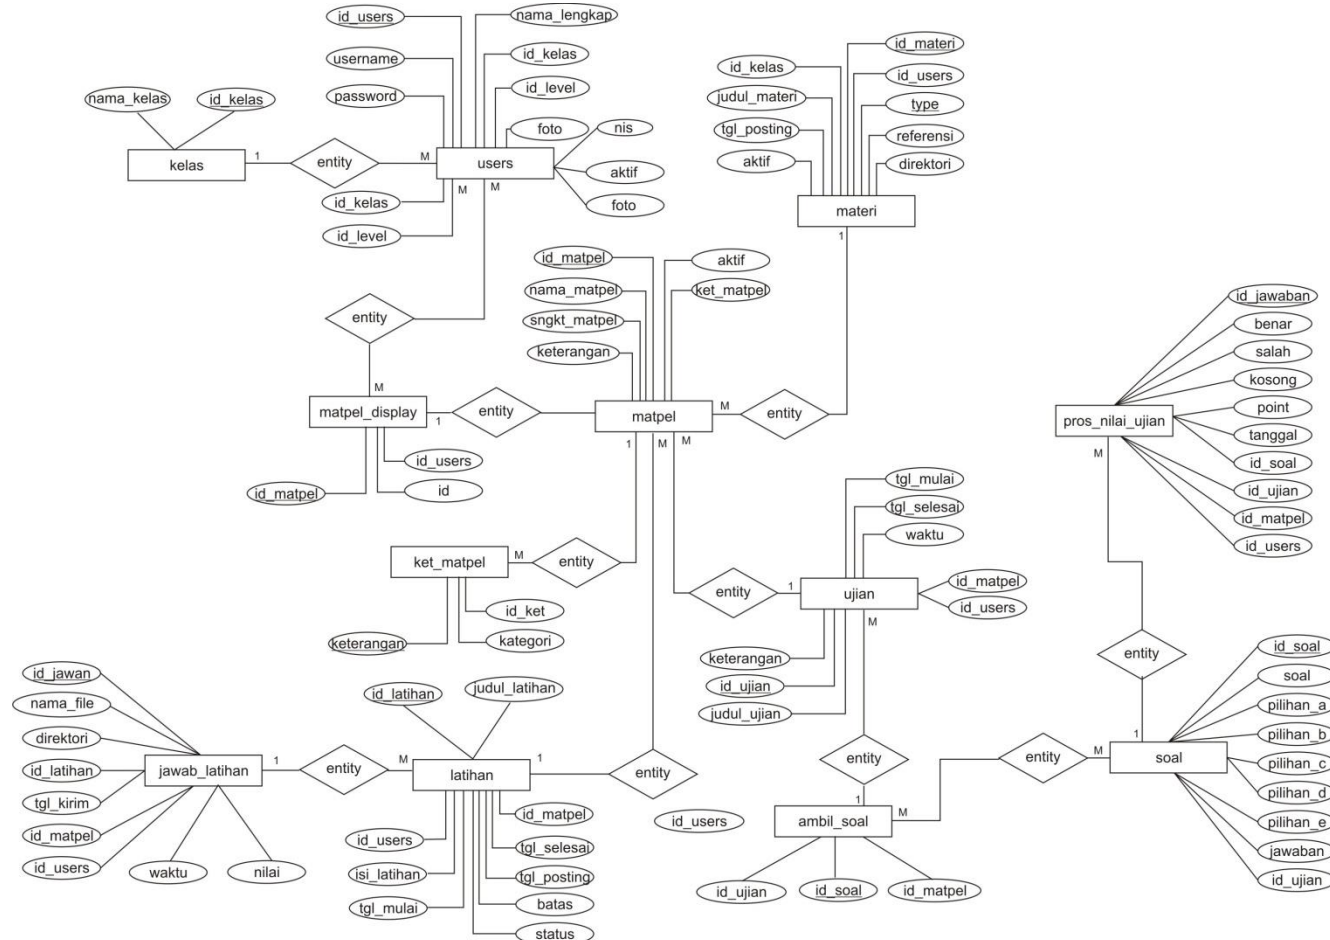 id_users
nama_lengkap
username
id_kelas
password
id_level
foto
nis
nama_kelas
id_kelas
kelas
1
entity
M
users
aktif
foto
id_kelas
id_level
M
M
id_materi
id_kelas
id_users
judul_materi
type
tgl_posting
referensi
aktif
direktori
materi
1
entity
M
matpel_display
1
entity
id_users
id
id_matpel
id_matpel
aktif
nama_matpel
ket_matpel
sngkt_matpel
keterangan
matpel
M
entity
1
M
M
id_jawaban
benar
salah
kosong
point
pros_nilai_ujian
tanggal
M
id_soal
id_ujian
id_matpel
id_users
tgl_mulai
tgl_selesai
waktu
ket_matpel
M
entity
id_ket
keterangan
kategori
entity
1
ujian
id_matpel
id_users
M
keterangan
id_ujian
judul_ujian
entity
1
id_soal
soal
pilihan_a
pilihan_b
soal
pilihan_c
pilihan_d
pilihan_e
jawaban
id_ujian
id_jawan
nama_file
direktori
id_latihan
jawab_latihan
tgl_kirim
id_matpel
id_users
waktu
nilai
1
entity
M
id_latihan
judul_latihan
latihan
1
entity
id_matpel
id_users
tgl_selesai
isi_latihan
tgl_posting
tgl_mulai
batas
status
id_users
entity
1
ambil_soal
M
entity
M
id_ujian
id_soal
id_matpel